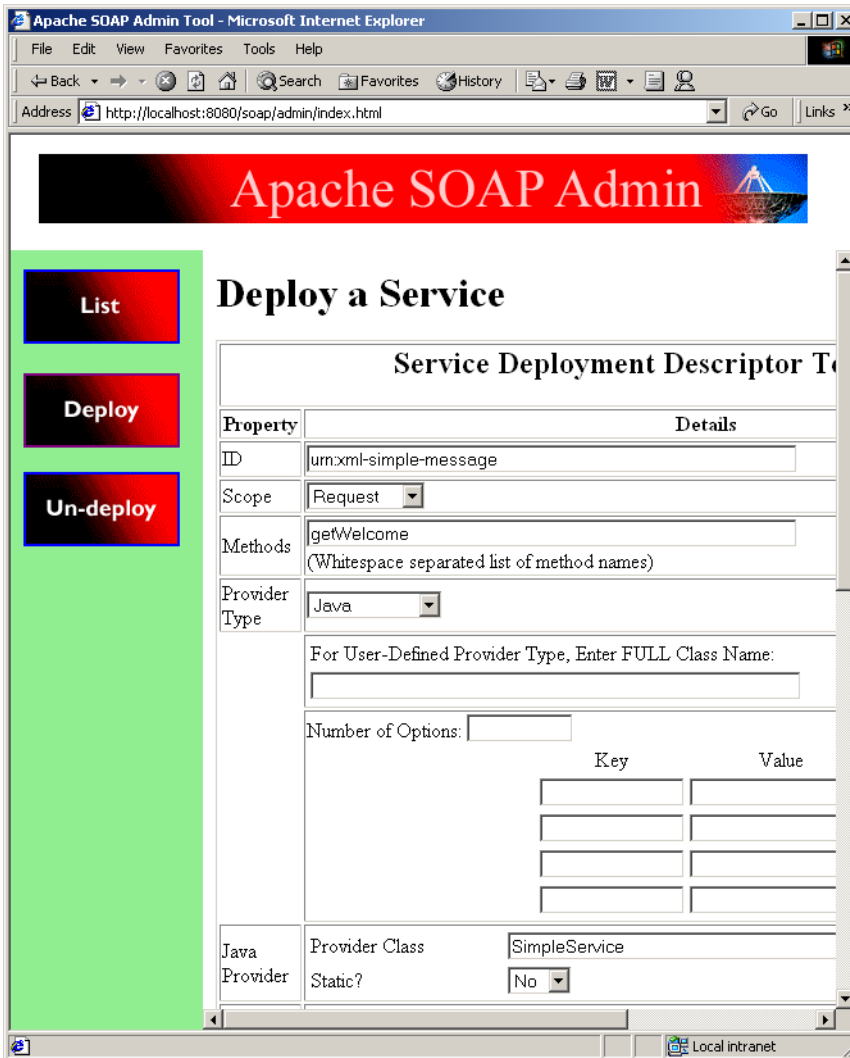 Apache SOAP Admin Tool - Microsoft Internet Explorer
File Edit View Favorites Tools Help
Back Search Favorites History
Address http://localhost:8080/soap/admin/index.html Go Links »
Apache SOAP Admin
List
Deploy
Un-deploy
Deploy a Service
Service Deployment Descriptor
Property Details
ID urn:xml-simple-message
Scope Request
Methods getWelcome
(Whitespace separated list of method names)
Provider Type Java
For User-Defined Provider Type, Enter FULL Class Name:
Number of Options:
Key Value
Java Provider Provider Class SimpleService
Static? No
Local intranet